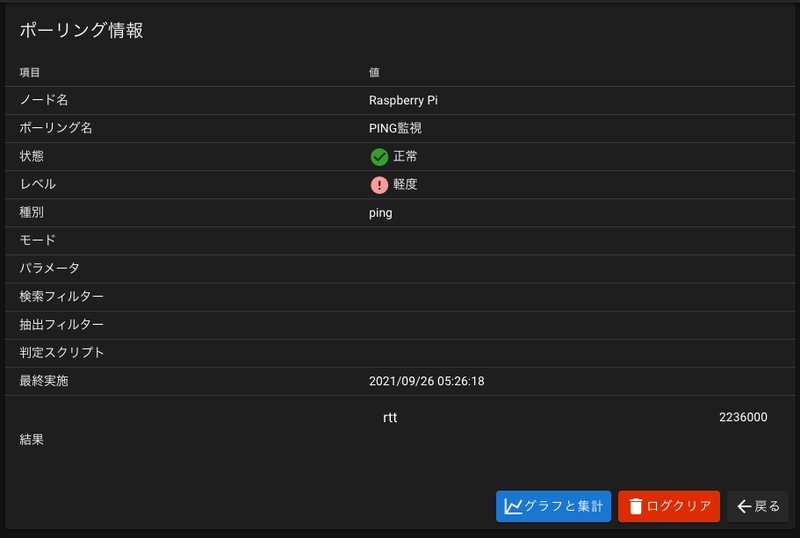 ポーリング情報
項目 値
ノード名 Raspberry Pi
ポーリング名 PING監視
状態 正常
レベル 軽度
種別 ping
モード
パラメータ
検索フィルター
抽出フィルター
判定スクリプト
最終実施 2021/09/26 05:26:18
rtt 2236000
結果
グラフと集計 ログクリア 戻る